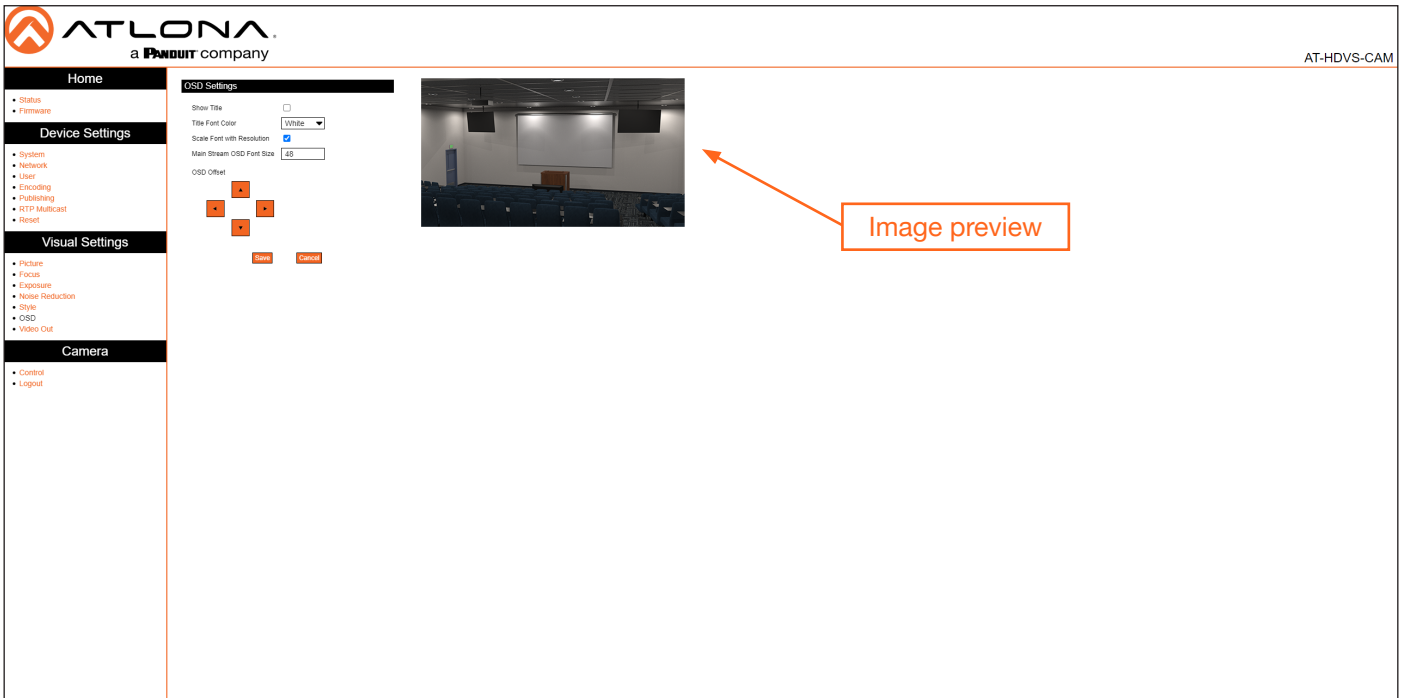 ATLONA.
a PANDUIT company
AT-HDVS-CAM
Home
• Status
• Firmware
Device Settings
• System
• Network
• User
• Encoding
• Publishing
• RTP Multicast
• Reset
Visual Settings
• Picture
• Focus
• Exposure
• Noise Reduction
• Style
• OSD
• Video Out
Camera
• Control
• Logout
OSD Settings
Show Title
Title Font Color White
Scale Font with Resolution
Main Stream OSD Font Size 48
OSD Offset
Save Cancel
Image preview